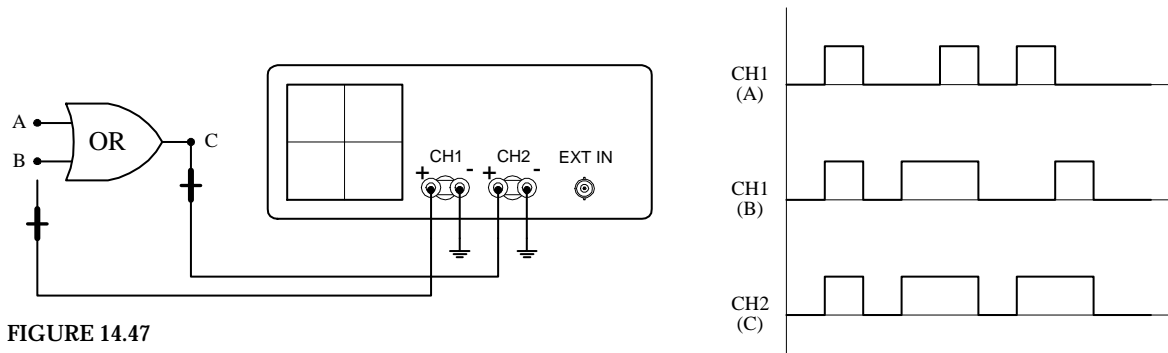 A
B
OR
C
CH1
CH2
EXT IN
+
-
+
-
FIGURE 14.47
CH1
(A)
CH1
(B)
CH2
(C)